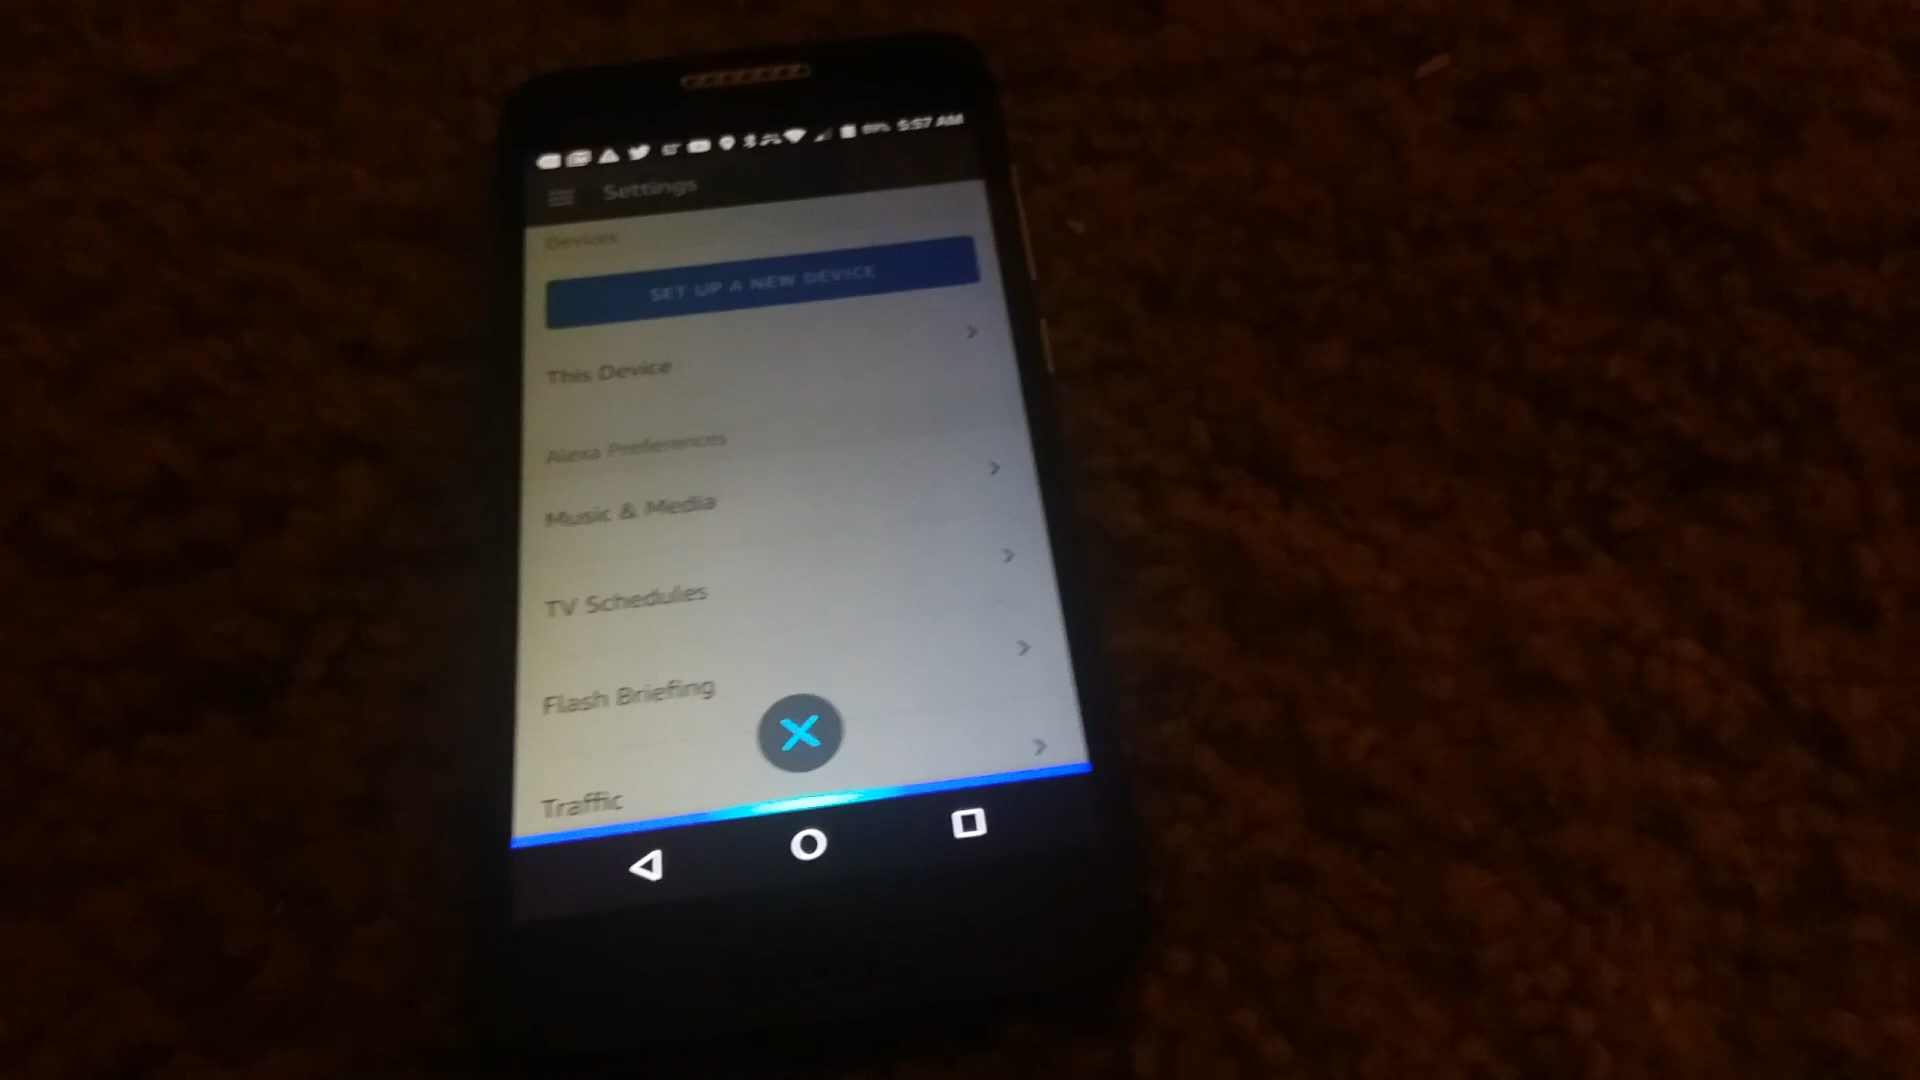 5:57 AM
Settings
Devices
SET UP A NEW DEVICE
This Device
Alexa Preferences
Music & Media
TV Schedules
Flash Briefing
Traffic